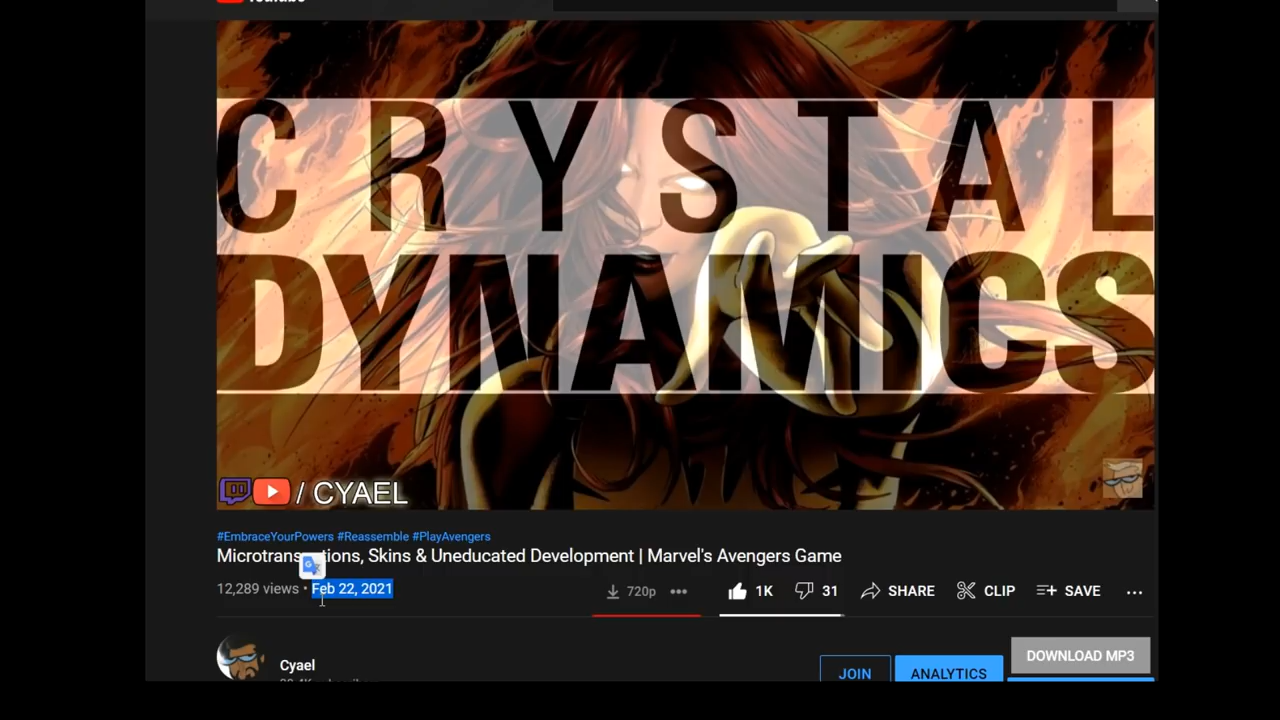 CRYSTAL
DYNAMICS
/ CYAEL
#EmbraceYourPowers #Reassemble #PlayAvengers
Microtrans tions, Skins & Uneducated Development | Marvel's Avengers Game
12,289 views • Feb 22, 2021
720p
1K
31
SHARE
CLIP
SAVE
Cyael
JOIN
ANALYTICS
DOWNLOAD MP3